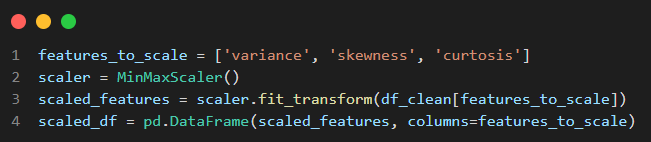 1 features_to_scale = ['variance', 'skewness', 'curtosis']
2 scaler = MinMaxScaler()
3 scaled_features = scaler.fit_transform(df_clean[features_to_scale])
4 scaled_df = pd.DataFrame(scaled_features, columns=features_to_scale)